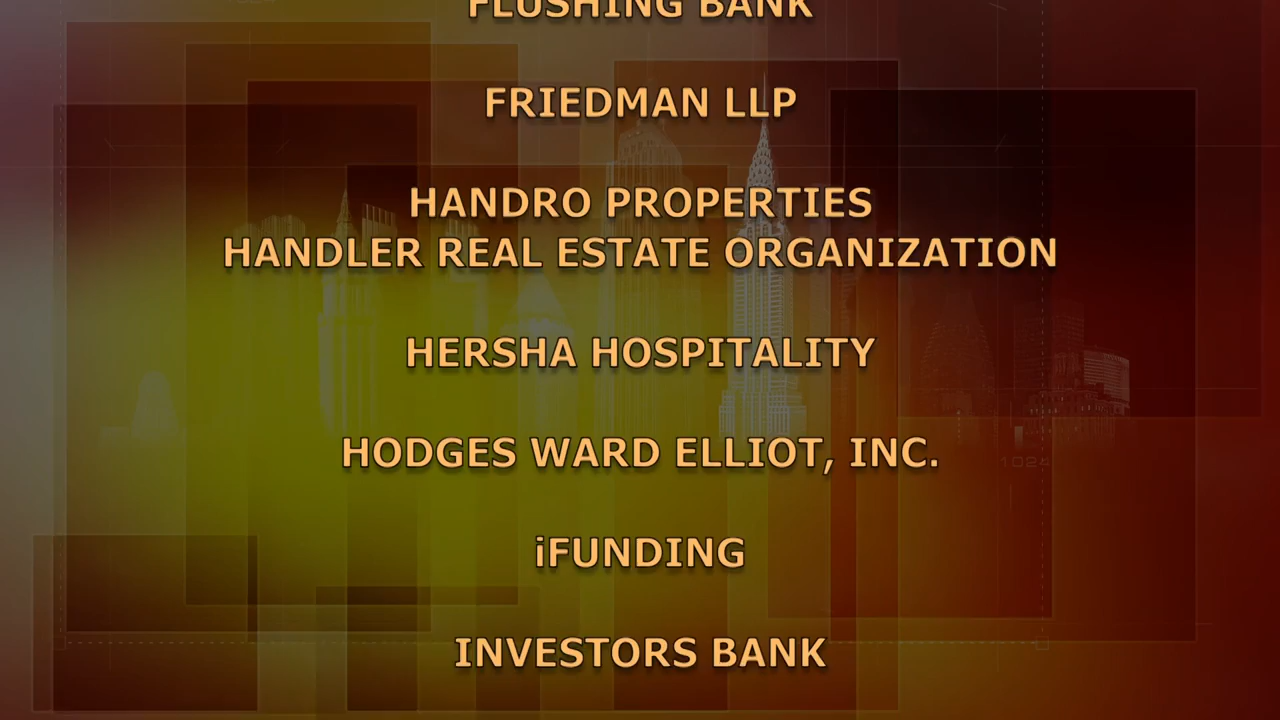 FLUSHING BANK
FRIEDMAN LLP
HANDRO PROPERTIES
HANDLER REAL ESTATE ORGANIZATION
HERSHA HOSPITALITY
HODGES WARD ELLIOT, INC.
1024
iFUNDING
INVESTORS BANK